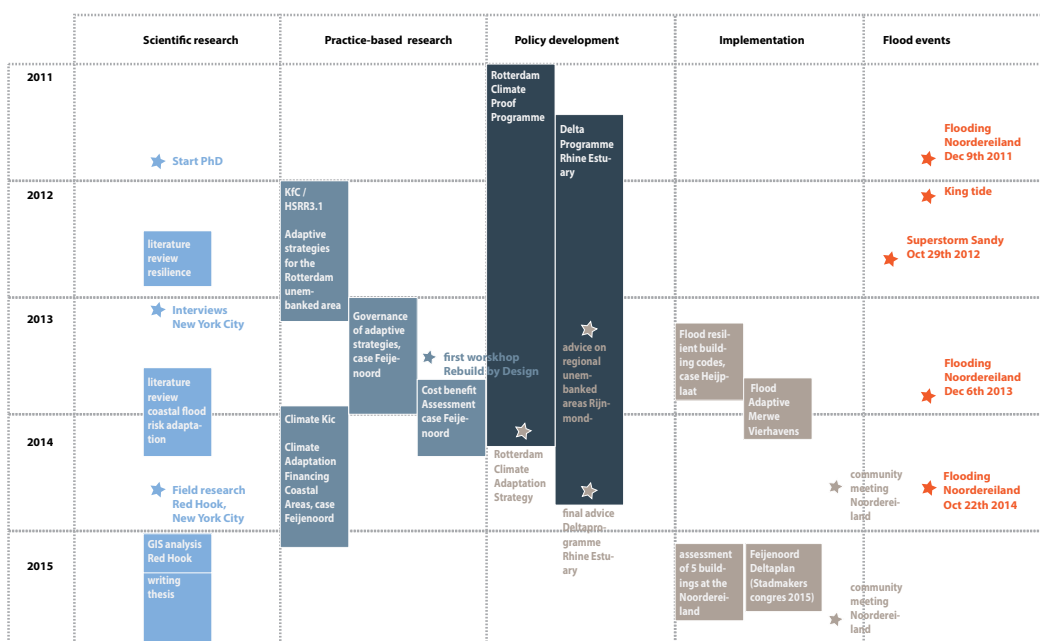 Scientific research
Practice-based research
Policy development
Implementation
Flood events
2011
Rotterdam
Climate
Proof
Programme
Delta
Programme
Rhine Estu-
ary
Start PhD
Flooding
Noordereiland
Dec 9th 2011
2012
KfC /
HSRR3.1
Adaptive
strategies
for the
Rotterdam
unem-
banked area
King tide
literature
review
resilience
Superstorm Sandy
Oct 29th 2012
2013
Interviews
New York City
Governance
of adaptive
strategies,
case Feije-
noord
first worskhop
Rebuild by Design
advice on
regional
unem-
banked
areas Rijn-
mond-
Flood resil-
ient build-
ing codes,
case Heijp-
laat
literature
review
coastal flood
risk adapta-
tion
Cost benefit
Assessment
case Feije-
noord
Flood
Adaptive
Merwe
Vierhavens
Flooding
Noordereiland
Dec 6th 2013
2014
Climate Kic
Climate
Adaptation
Financing
Coastal
Areas, case
Feijenoord
Rotterdam
Climate
Adaptation
Strategy
Field research
Red Hook,
New York City
final advice
Deltapro-
gramme
Rhine Estu-
ary
community
meeting
Noorderei-
land
Flooding
Noordereiland
Oct 22th 2014
2015
GIS analysis
Red Hook
writing
thesis
assessment
of 5 build-
ings at the
Noorderei-
land
Feijenoord
Deltaplan
(Stadmakers
congres 2015)
community
meeting
Noorderei-
land